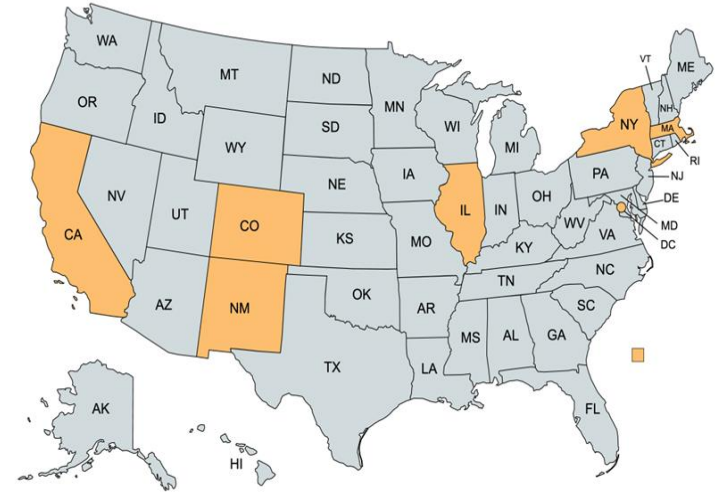 WA
MT
ND
MN
VT
ME
OR
ID
SD
WI
MI
NY
NH
MA
WY
CT
RI
IA
PA
NJ
NE
NV
UT
CO
IL
IN
OH
DE
WV
MD
CA
KS
MO
KY
VA
DC
AZ
NM
OK
AR
TN
NC
SC
MS
AL
GA
TX
LA
AK
FL
HI